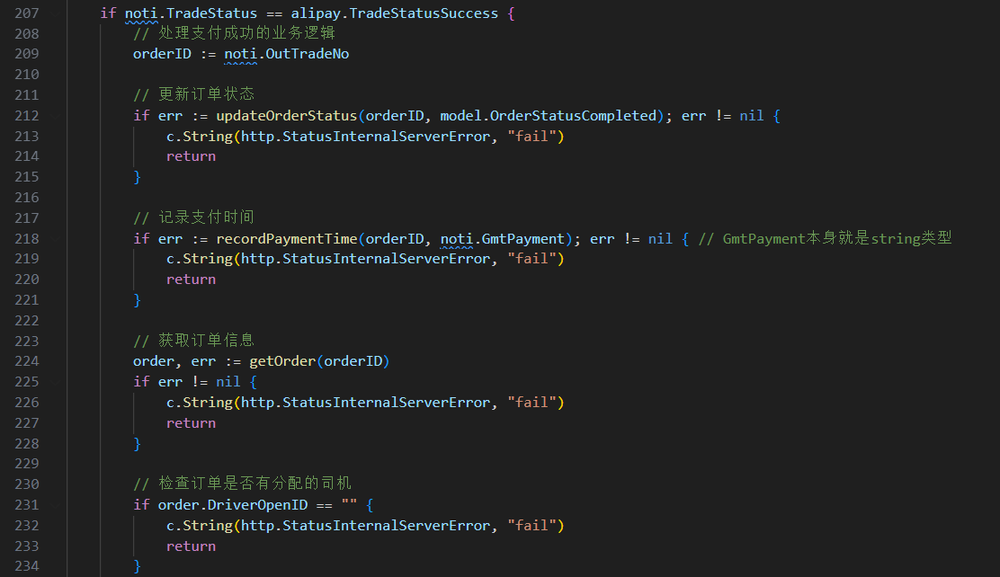 207 if noti.TradeStatus == alipay.TradeStatusSuccess {
208 // 处理支付成功的业务逻辑
209 orderID := noti.OutTradeNo
210
211 // 更新订单状态
212 if err := updateOrderStatus(orderID, model.OrderStatusCompleted); err != nil {
213 c.String(http.StatusInternalServerError, "fail")
214 return
215 }
216
217 // 记录支付时间
218 if err := recordPaymentTime(orderID, noti.GmtPayment); err != nil { // GmtPayment本身就是string类型
219 c.String(http.StatusInternalServerError, "fail")
220 return
221 }
222
223 // 获取订单信息
224 order, err := getOrder(orderID)
225 if err != nil {
226 c.String(http.StatusInternalServerError, "fail")
227 return
228 }
229
230 // 检查订单是否有分配的司机
231 if order.DriverOpenID == "" {
232 c.String(http.StatusInternalServerError, "fail")
233 return
234 }